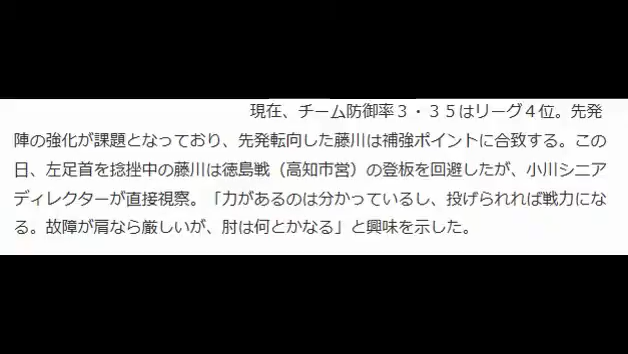 現在、チーム防御率３・３５はリーグ４位。先発
陣の強化が課題となっており、先発転向した藤川は補強ポイントに合致する。この
日、左足首を捻挫中の藤川は徳島戦（高知市営）の登板を回避したが、小川シニア
ディレクターが直接視察。「力があるのは分かっているし、投げられれば戦力にな
る。故障が肩なら厳しいが、肘は何とかなる」と興味を示した。